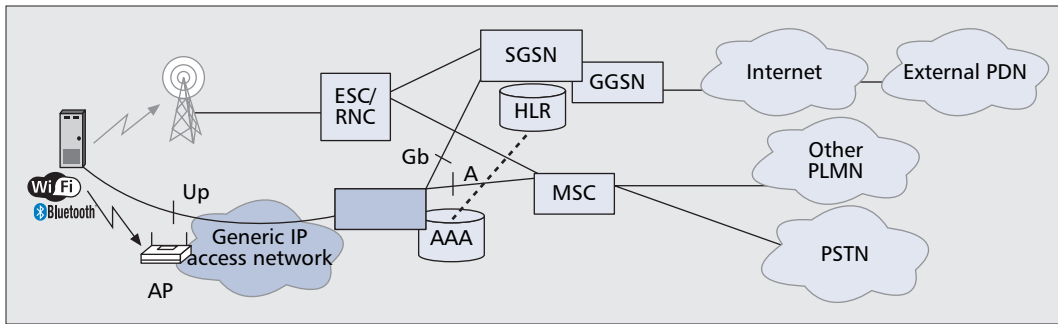 SGSN
Internet
External PDN
GGSN
ESC/
RNC
HLR
Other
PLMN
Gb
A
MSC
Wi Fi
Bluetooth
Up
Generic IP
access network
AAA
PSTN
AP